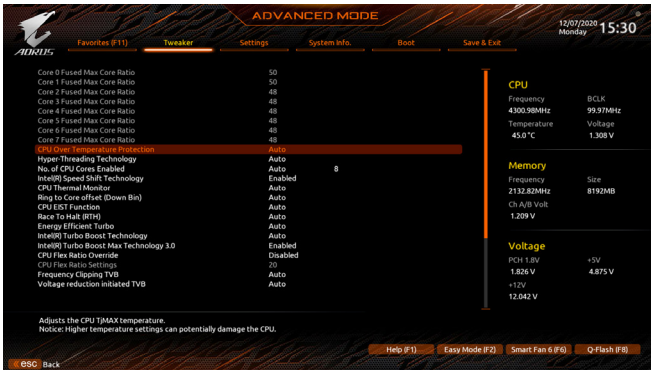 ADVANCED MODE
12/07/2020 Monday 15:30
AORUS
Favorites (F11) Tweaker Settings System Info. Boot Save & Exit
Core 0 Fused Max Core Ratio 50
Core 1 Fused Max Core Ratio 50
Core 2 Fused Max Core Ratio 48
Core 3 Fused Max Core Ratio 48
Core 4 Fused Max Core Ratio 48
Core 5 Fused Max Core Ratio 48
Core 6 Fused Max Core Ratio 48
Core 7 Fused Max Core Ratio 48
CPU Over Temperature Protection Auto
Hyper-Threading Technology Auto
No. of CPU Cores Enabled Auto 8
Intel(R) Speed Shift Technology Enabled
CPU Thermal Monitor Auto
Ring to Core offset (Down Bin) Auto
CPU EIST Function Auto
Race To Halt (RTH) Auto
Energy Efficient Turbo Auto
Intel(R) Turbo Boost Technology Auto
Intel(R) Turbo Boost Max Technology 3.0 Enabled
CPU Flex Ratio Override Disabled
CPU Flex Ratio Settings 20
Frequency Clipping TVB Auto
Voltage reduction initiated TVB Auto
CPU
Frequency BCLK
4300.98MHz 99.97MHz
Temperature Voltage
45.0 °C 1.308 V
Memory
Frequency Size
2132.82MHz 8192MB
Ch A/B Volt
1.209 V
Voltage
PCH 1.8V +5V
1.826 V 4.875 V
+12V
12.042 V
Adjusts the CPU TjMAX temperature.
Notice: Higher temperature settings can potentially damage the CPU.
Help (F1) Easy Mode (F2) Smart Fan 6 (F6) Q-Flash (F8)
esc Back